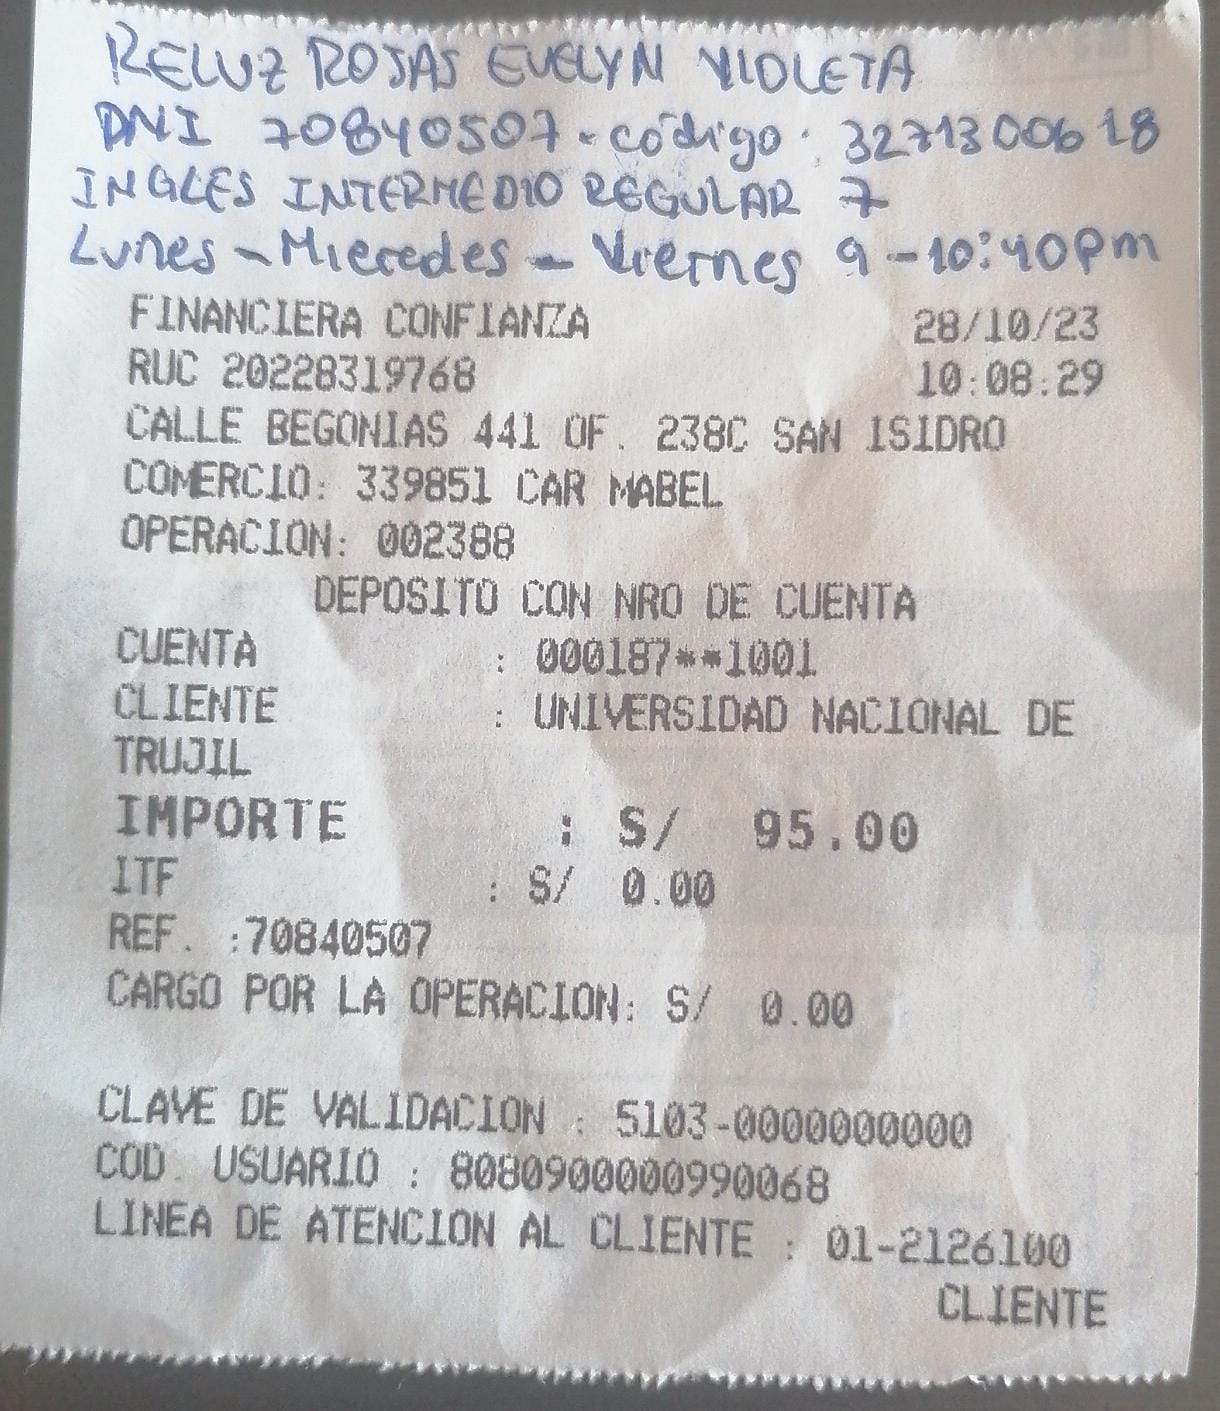 RELUZ ROJAS EVELYN VIOLETA
DNI 70840507 - código: 3271300618
INGLES INTERMEDIO REGULAR 7
Lunes - Mieredes - Viernes 9 - 10:40pm
FINANCIERA CONFIANZA 28/10/23
RUC 20228319768 10:08:29
CALLE BEGONIAS 441 OF. 238C SAN ISIDRO
COMERCIO: 339851 CAR MABEL
OPERACION: 002388
DEPOSITO CON NRO DE CUENTA
CUENTA : 000187**1001
CLIENTE : UNIVERSIDAD NACIONAL DE
TRUJIL
IMPORTE : S/ 95.00
ITF : S/ 0.00
REF. :70840507
CARGO POR LA OPERACION: S/ 0.00
CLAVE DE VALIDACION : 5103-0000000000
COD. USUARIO : 8080900000990068
LINEA DE ATENCION AL CLIENTE : 01-2126100
CLIENTE